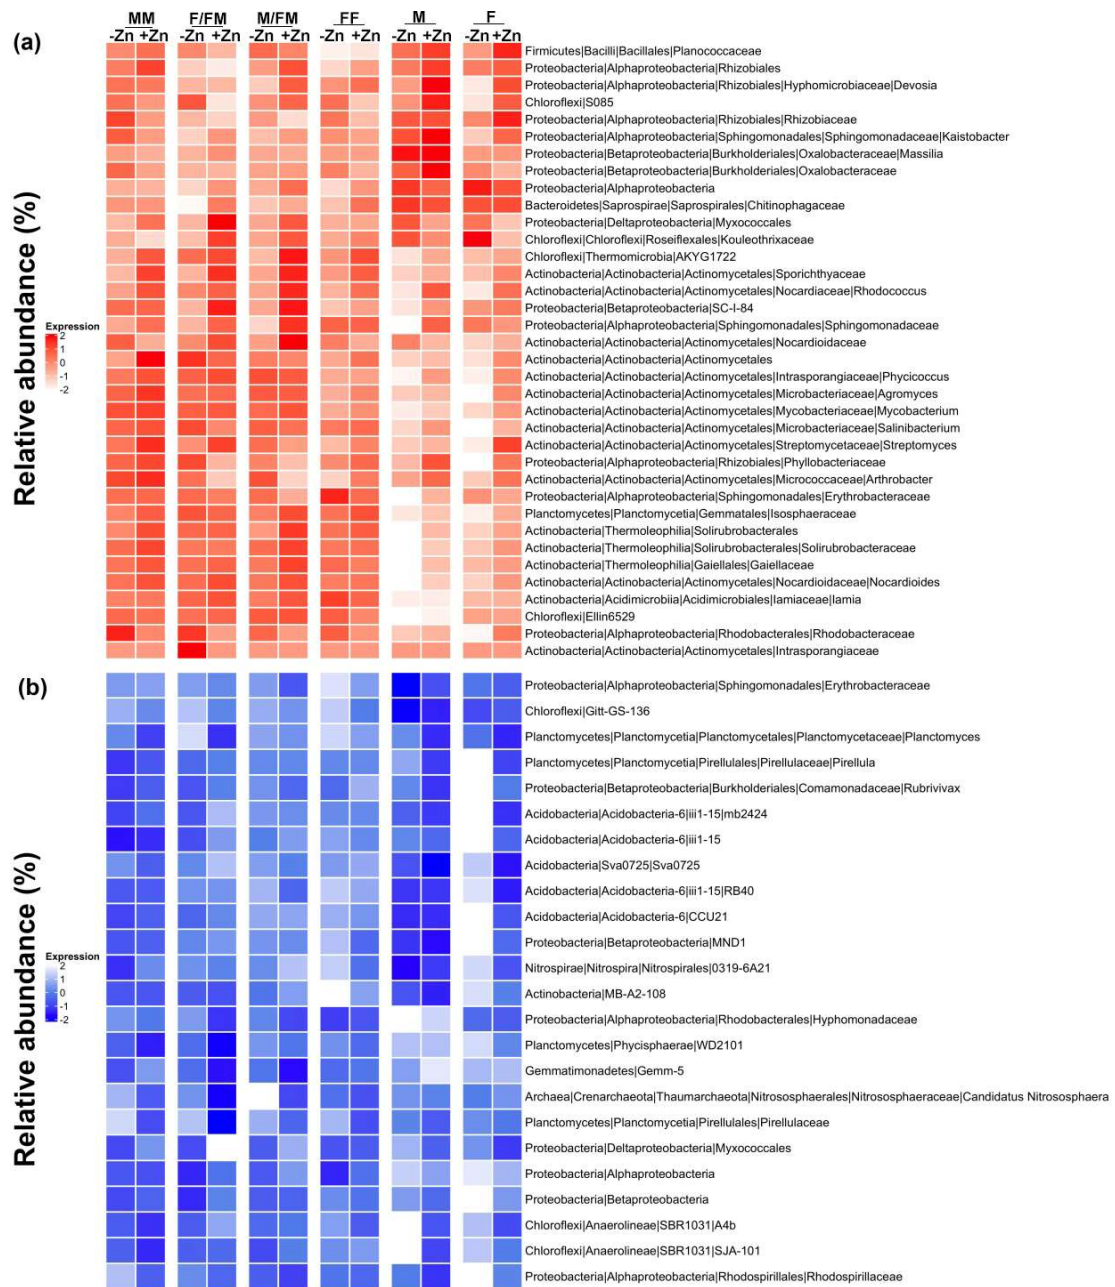 MM F/FM M/FM FF M F
(a) -Zn +Zn -Zn +Zn -Zn +Zn -Zn +Zn -Zn +Zn -Zn +Zn
Firmicutes|Bacilli|Bacillales|Planococcaceae
Proteobacteria|Alphaproteobacteria|Rhizobiales
Proteobacteria|Alphaproteobacteria|Rhizobiales|Hyphomicrobiaceae|Devosia
Chloroflexi|S085
Proteobacteria|Alphaproteobacteria|Rhizobiales|Rhizobiaceae
Proteobacteria|Alphaproteobacteria|Sphingomonadales|Sphingomonadaceae|Kaistobacter
Proteobacteria|Betaproteobacteria|Burkholderiales|Oxalobacteraceae|Massilia
Proteobacteria|Betaproteobacteria|Burkholderiales|Oxalobacteraceae
Proteobacteria|Alphaproteobacteria
Bacteroidetes|Saprospirae|Saprospirales|Chitinophagaceae
Proteobacteria|Deltaproteobacteria|Myxococcales
Chloroflexi|Chloroflexi|Roseiflexales|Kouleothrixaceae
Chloroflexi|Thermomicrobia|AKYG1722
Actinobacteria|Actinobacteria|Actinomycetales|Sporichthyaceae
Actinobacteria|Actinobacteria|Actinomycetales|Nocardiaceae|Rhodococcus
Proteobacteria|Betaproteobacteria|SC-I-84
Proteobacteria|Alphaproteobacteria|Sphingomonadales|Sphingomonadaceae
Actinobacteria|Actinobacteria|Actinomycetales|Nocardioidaceae
Actinobacteria|Actinobacteria|Actinomycetales
Actinobacteria|Actinobacteria|Actinomycetales|Intrasporangiaceae|Phycicoccus
Actinobacteria|Actinobacteria|Actinomycetales|Microbacteriaceae|Agromyces
Actinobacteria|Actinobacteria|Actinomycetales|Mycobacteriaceae|Mycobacterium
Actinobacteria|Actinobacteria|Actinomycetales|Microbacteriaceae|Salinibacterium
Actinobacteria|Actinobacteria|Actinomycetales|Streptomycetaceae|Streptomyces
Proteobacteria|Alphaproteobacteria|Rhizobiales|Phyllobacteriaceae
Actinobacteria|Actinobacteria|Actinomycetales|Micrococcaceae|Arthrobacter
Proteobacteria|Alphaproteobacteria|Sphingomonadales|Erythrobacteraceae
Planctomycetes|Planctomycetia|Gemmatales|Isosphaeraceae
Actinobacteria|Thermoleophilia|Solirubrobacterales
Actinobacteria|Thermoleophilia|Solirubrobacterales|Solirubrobacteraceae
Actinobacteria|Thermoleophilia|Gaiellales|Gaiellaceae
Actinobacteria|Actinobacteria|Actinomycetales|Nocardioidaceae|Nocardioides
Actinobacteria|Acidimicrobiia|Acidimicrobiales|Iamiaceae|Iamia
Chloroflexi|Ellin6529
Proteobacteria|Alphaproteobacteria|Rhodobacterales|Rhodobacteraceae
Actinobacteria|Actinobacteria|Actinomycetales|Intrasporangiaceae
Relative abundance (%)
Expression
2
1
0
-1
-2
(b)
Proteobacteria|Alphaproteobacteria|Sphingomonadales|Erythrobacteraceae
Chloroflexi|Gitt-GS-136
Planctomycetes|Planctomycetia|Planctomycetales|Planctomycetaceae|Planctomyces
Planctomycetes|Planctomycetia|Pirellulales|Pirellulaceae|Pirellula
Proteobacteria|Betaproteobacteria|Burkholderiales|Comamonadaceae|Rubrivivax
Acidobacteria|Acidobacteria-6|iii1-15|mb2424
Acidobacteria|Acidobacteria-6|iii1-15
Acidobacteria|Sva0725|Sva0725
Acidobacteria|Acidobacteria-6|iii1-15|RB40
Acidobacteria|Acidobacteria-6|CCU21
Proteobacteria|Betaproteobacteria|MND1
Nitrospirae|Nitrospira|Nitrospirales|0319-6A21
Actinobacteria|MB-A2-108
Proteobacteria|Alphaproteobacteria|Rhodobacterales|Hyphomonadaceae
Planctomycetes|Phycisphaerae|WD2101
Gemmatimonadetes|Gemm-5
Archaea|Crenarchaeota|Thaumarchaeota|Nitrososphaerales|Nitrososphaeraceae|Candidatus Nitrososphaera
Planctomycetes|Planctomycetia|Pirellulales|Pirellulaceae
Proteobacteria|Deltaproteobacteria|Myxococcales
Proteobacteria|Alphaproteobacteria
Proteobacteria|Betaproteobacteria
Chloroflexi|Anaerolineae|SBR1031|A4b
Chloroflexi|Anaerolineae|SBR1031|SJA-101
Proteobacteria|Alphaproteobacteria|Rhodospirillales|Rhodospirillaceae
Relative abundance (%)
Expression
2
1
0
-1
-2